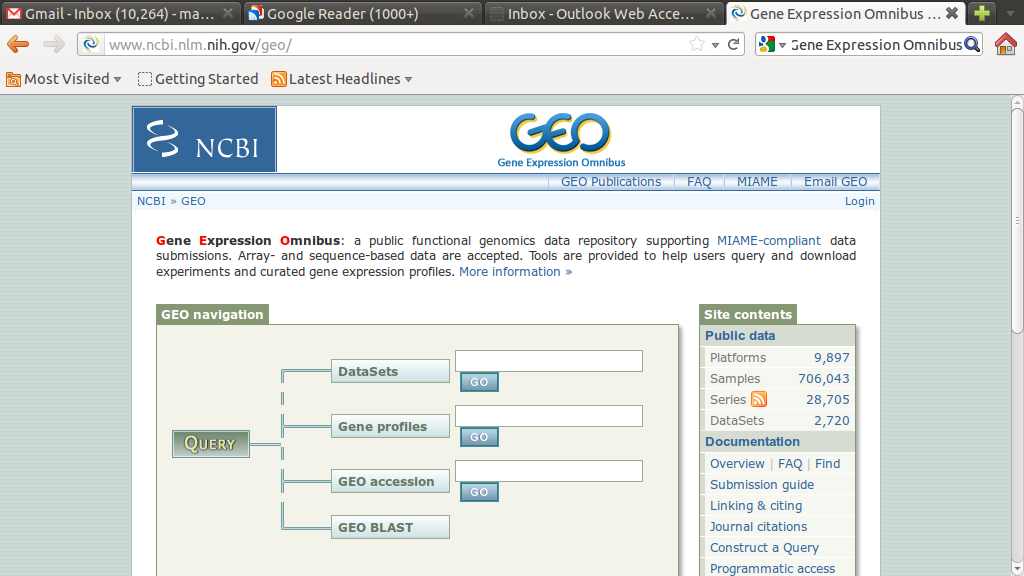 Gmail - Inbox (10,264) - ma...
Google Reader (1000+)
Inbox - Outlook Web Acce...
Gene Expression Omnibus ...
www.ncbi.nlm.nih.gov/geo/
Gene Expression Omnibus
Most Visited
Getting Started
Latest Headlines
NCBI
GEO
Gene Expression Omnibus
GEO Publications
FAQ
MIAME
Email GEO
NCBI » GEO
Login
Gene Expression Omnibus: a public functional genomics data repository supporting MIAME-compliant data
submissions. Array- and sequence-based data are accepted. Tools are provided to help users query and download
experiments and curated gene expression profiles. More information »
GEO navigation
QUERY
DataSets
GO
Gene profiles
GO
GEO accession
GO
GEO BLAST
Site contents
Public data
Platforms 9,897
Samples 706,043
Series 28,705
DataSets 2,720
Documentation
Overview | FAQ | Find
Submission guide
Linking & citing
Journal citations
Construct a Query
Programmatic access